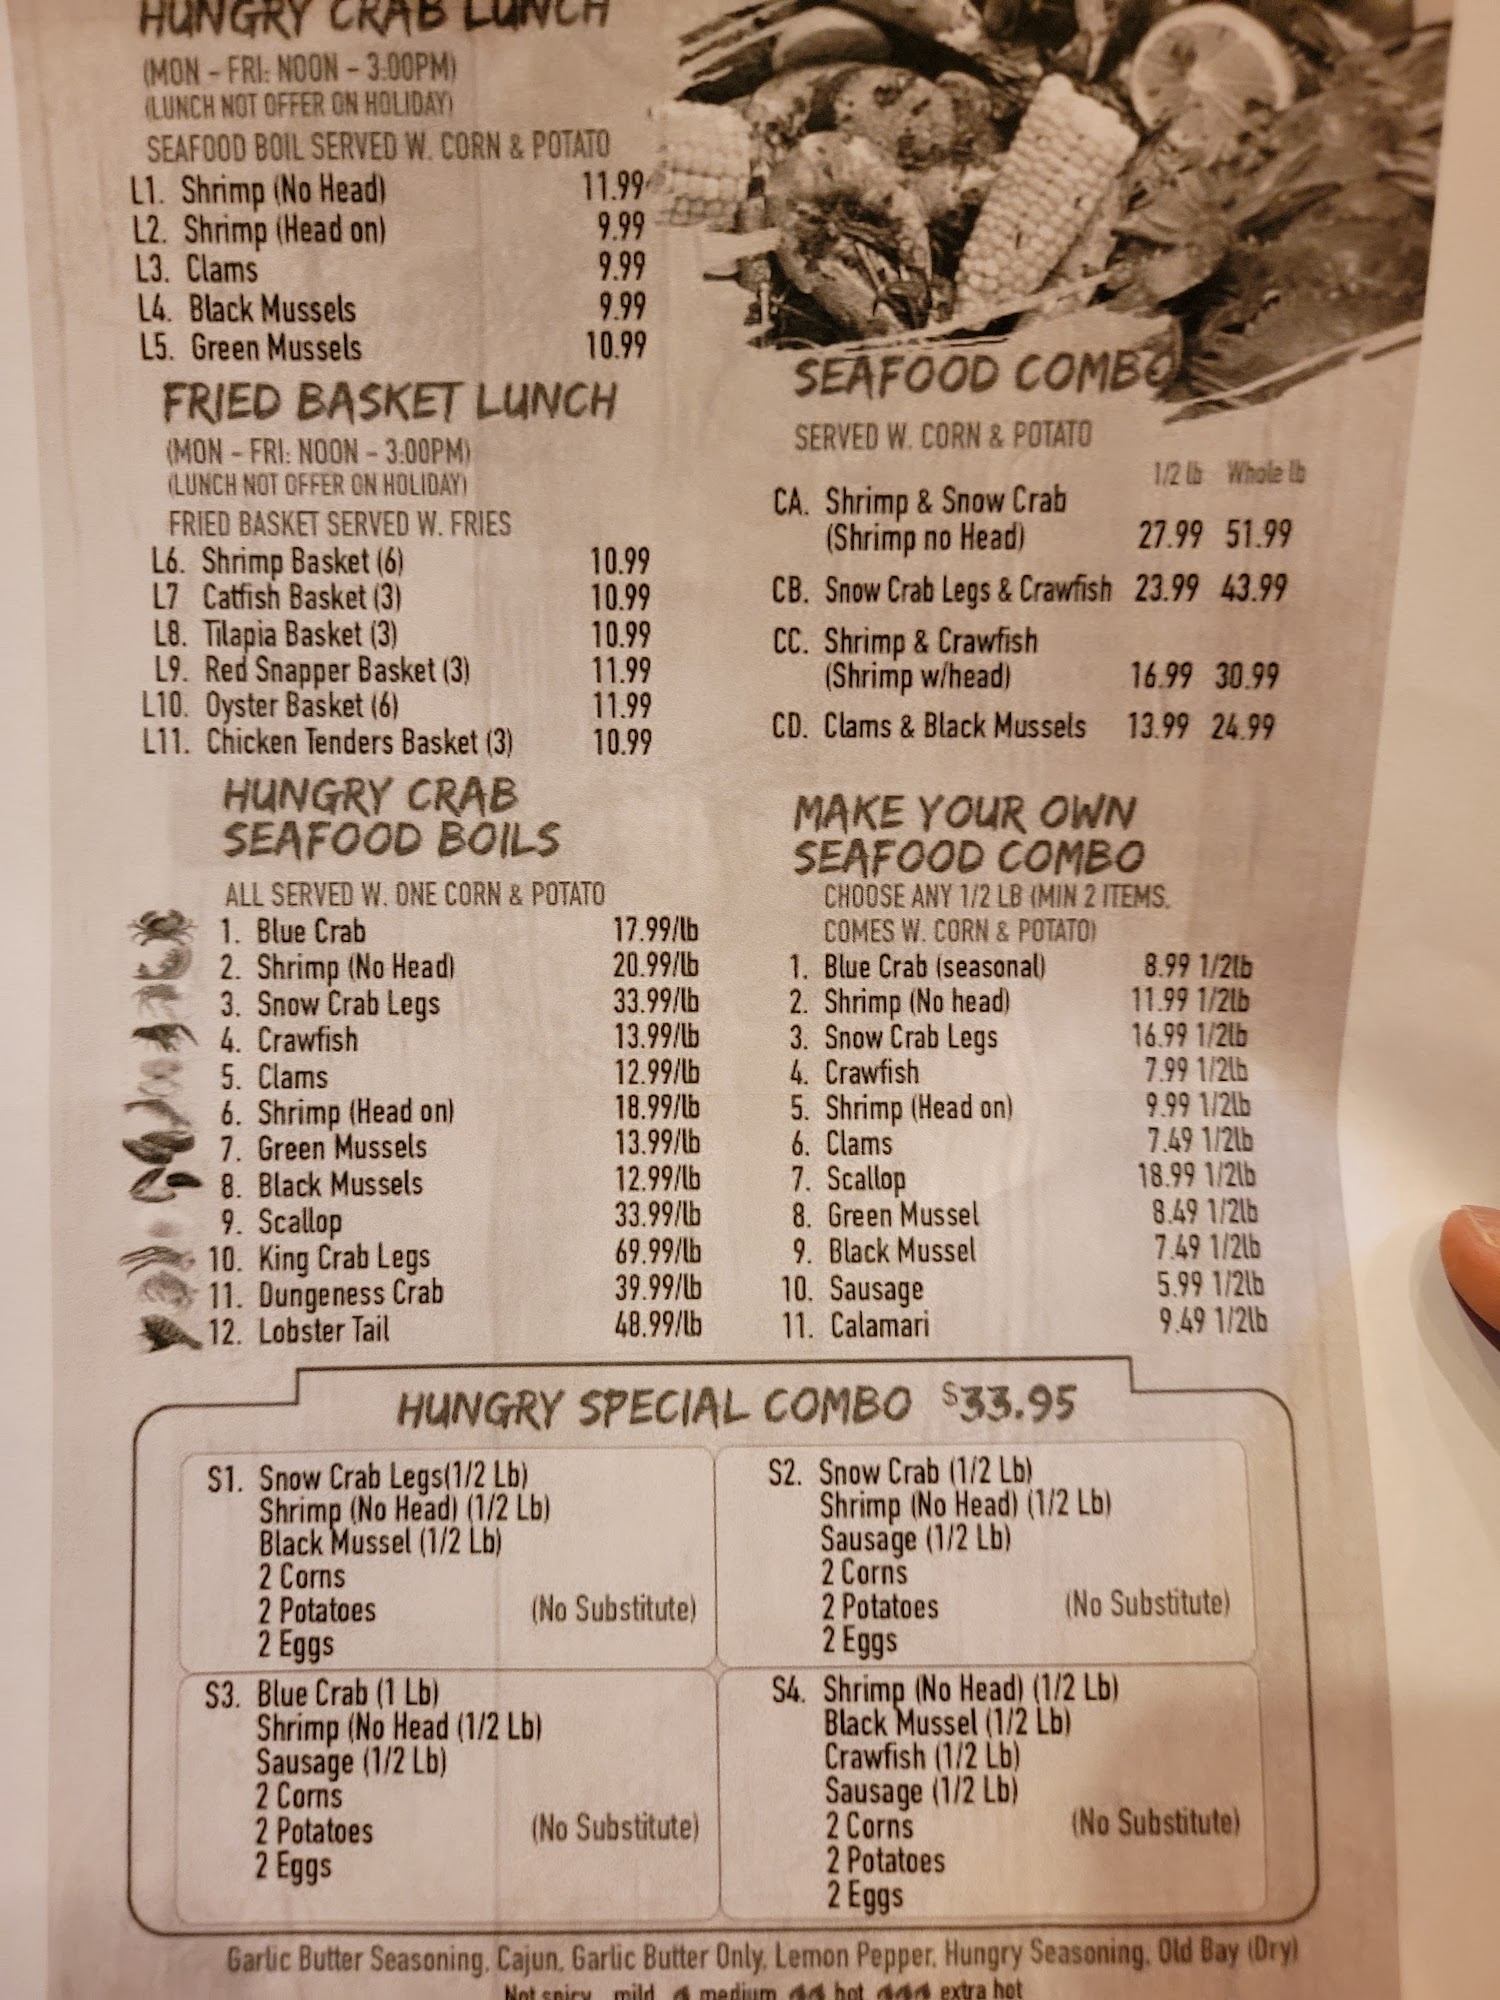 HUNGRY CRAB LUNCH
(MON - FRI: NOON - 3:00PM)
(LUNCH NOT OFFER ON HOLIDAY)
SEAFOOD BOIL SERVED W. CORN & POTATO
L1. Shrimp (No Head) 11.99
L2. Shrimp (Head on) 9.99
L3. Clams 9.99
L4. Black Mussels 9.99
L5. Green Mussels 10.99
FRIED BASKET LUNCH
(MON - FRI: NOON - 3:00PM)
(LUNCH NOT OFFER ON HOLIDAY)
FRIED BASKET SERVED W. FRIES
L6. Shrimp Basket (6) 10.99
L7 Catfish Basket (3) 10.99
L8. Tilapia Basket (3) 10.99
L9. Red Snapper Basket (3) 11.99
L10. Oyster Basket (6) 11.99
L11. Chicken Tenders Basket (3) 10.99
HUNGRY CRAB
SEAFOOD BOILS
ALL SERVED W. ONE CORN & POTATO
1. Blue Crab 17.99/lb
2. Shrimp (No Head) 20.99/lb
3. Snow Crab Legs 33.99/lb
4. Crawfish 13.99/lb
5. Clams 12.99/lb
6. Shrimp (Head on) 18.99/lb
7. Green Mussels 13.99/lb
8. Black Mussels 12.99/lb
9. Scallop 33.99/lb
10. King Crab Legs 69.99/lb
11. Dungeness Crab 39.99/lb
12. Lobster Tail 48.99/lb
SEAFOOD COMBO
SERVED W. CORN & POTATO
1/2 lb Whole lb
CA. Shrimp & Snow Crab
(Shrimp no Head) 27.99 51.99
CB. Snow Crab Legs & Crawfish 23.99 43.99
CC. Shrimp & Crawfish
(Shrimp w/head) 16.99 30.99
CD. Clams & Black Mussels 13.99 24.99
MAKE YOUR OWN
SEAFOOD COMBO
CHOOSE ANY 1/2 LB (MIN 2 ITEMS,
COMES W. CORN & POTATO)
1. Blue Crab (seasonal) 8.99 1/2lb
2. Shrimp (No head) 11.99 1/2lb
3. Snow Crab Legs 16.99 1/2lb
4. Crawfish 7.99 1/2lb
5. Shrimp (Head on) 9.99 1/2lb
6. Clams 7.49 1/2lb
7. Scallop 18.99 1/2lb
8. Green Mussel 8.49 1/2lb
9. Black Mussel 7.49 1/2lb
10. Sausage 5.99 1/2lb
11. Calamari 9.49 1/2lb
HUNGRY SPECIAL COMBO $33.95
S1. Snow Crab Legs(1/2 Lb)
Shrimp (No Head) (1/2 Lb)
Black Mussel (1/2 Lb)
2 Corns
2 Potatoes (No Substitute)
2 Eggs
S2. Snow Crab (1/2 Lb)
Shrimp (No Head) (1/2 Lb)
Sausage (1/2 Lb)
2 Corns
2 Potatoes (No Substitute)
2 Eggs
S3. Blue Crab (1 Lb)
Shrimp (No Head (1/2 Lb)
Sausage (1/2 Lb)
2 Corns
2 Potatoes (No Substitute)
2 Eggs
S4. Shrimp (No Head) (1/2 Lb)
Black Mussel (1/2 Lb)
Crawfish (1/2 Lb)
Sausage (1/2 Lb)
2 Corns (No Substitute)
2 Potatoes
2 Eggs
Garlic Butter Seasoning, Cajun, Garlic Butter Only, Lemon Pepper, Hungry Seasoning, Old Bay (Dry)
Not spicy mild medium hot extra hot